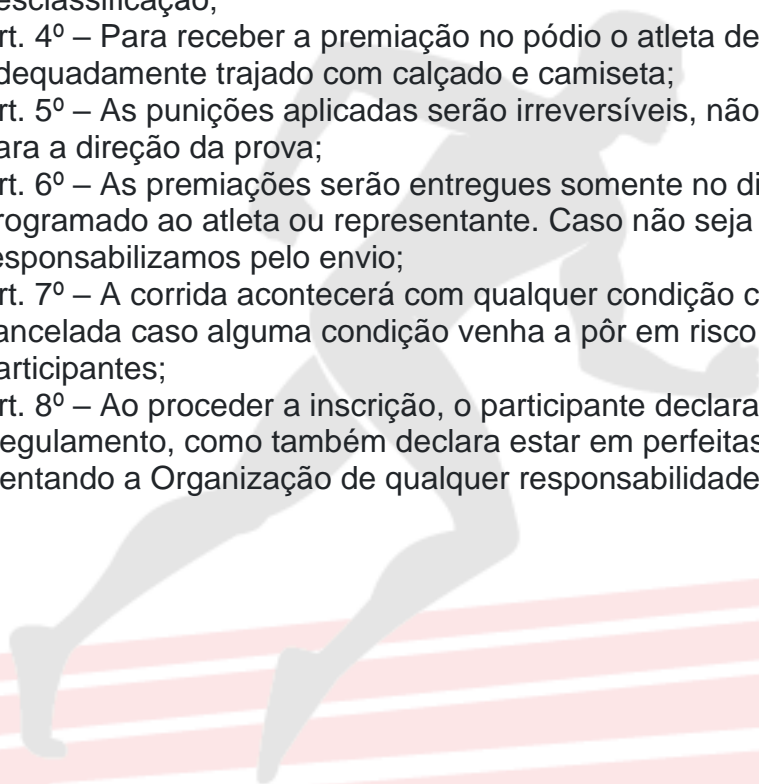 esclassificação;
rt. 4º – Para receber a premiação no pódio o atleta de
dequadamente trajado com calçado e camiseta;
rt. 5º – As punições aplicadas serão irreversíveis, não
ara a direção da prova;
rt. 6º – As premiações serão entregues somente no di
rogramado ao atleta ou representante. Caso não seja
esponsabilizamos pelo envio;
rt. 7º – A corrida acontecerá com qualquer condição c
ancelada caso alguma condição venha a pôr em risco
articipantes;
rt. 8º – Ao proceder a inscrição, o participante declara
egulamento, como também declara estar em perfeitas
entando a Organização de qualquer responsabilidade